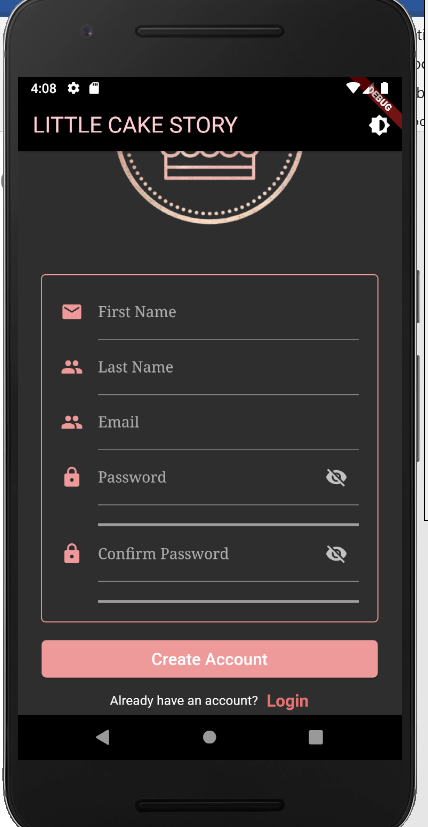 4:08
DEBUG
LITTLE CAKE STORY
First Name
Last Name
Email
Password
Confirm Password
Create Account
Already have an account? Login